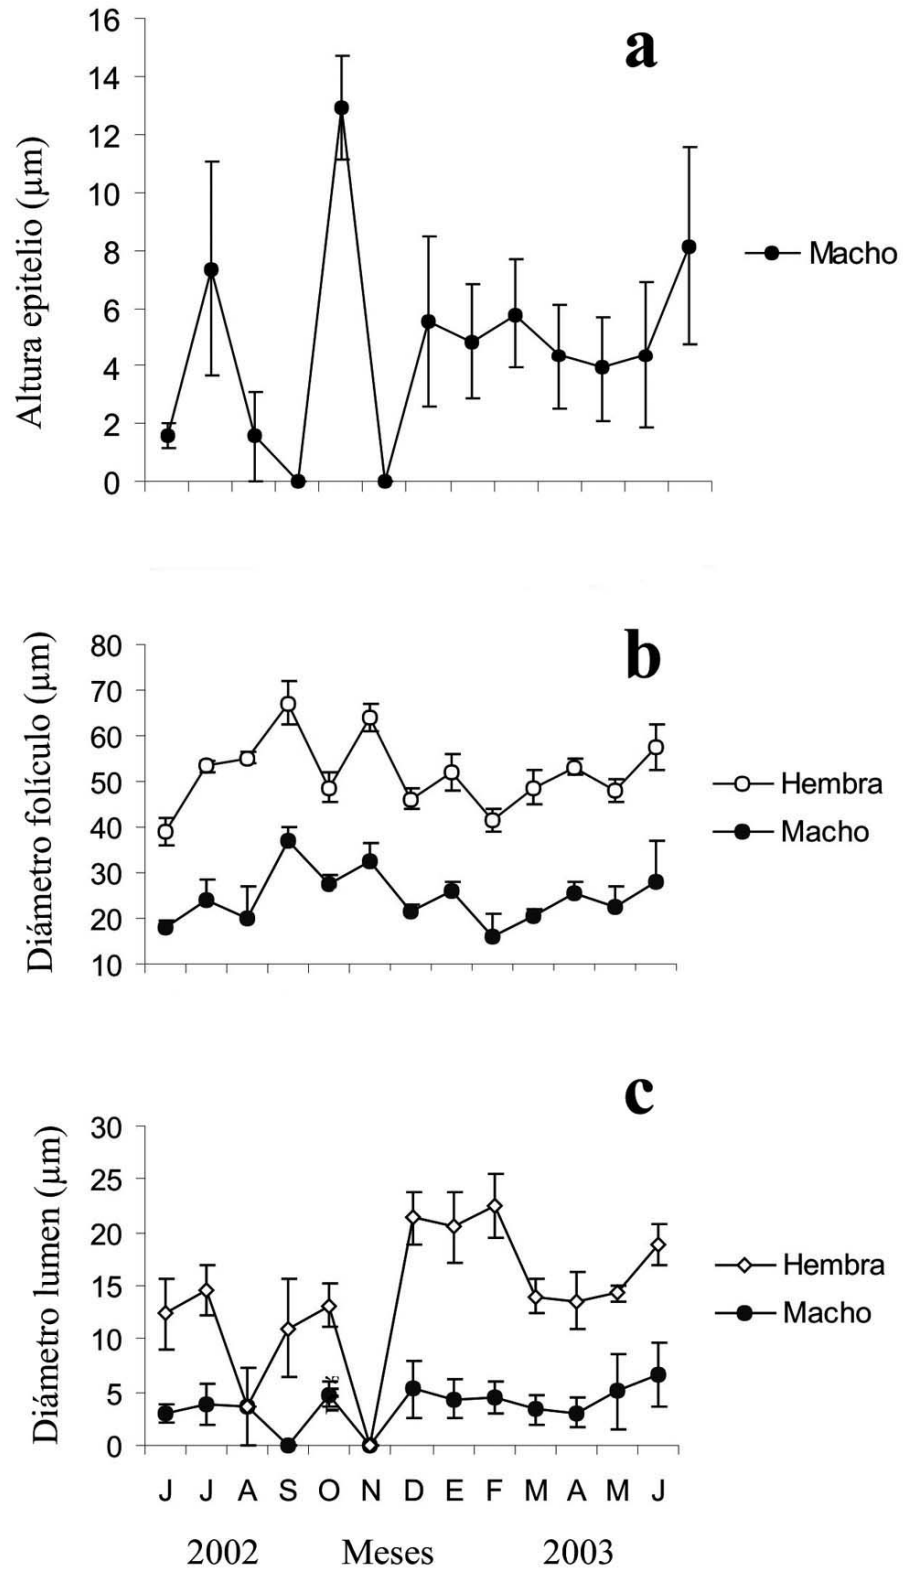 a
16
14
12
10
8
6
4
2
0
Altura epitelio (µm)
Macho
b
80
70
60
50
40
30
20
10
Diámetro folículo (µm)
Hembra
Macho
c
30
25
20
15
10
5
0
Diámetro lumen (µm)
Hembra
Macho
J J A S O N D E F M A M J
2002 Meses 2003